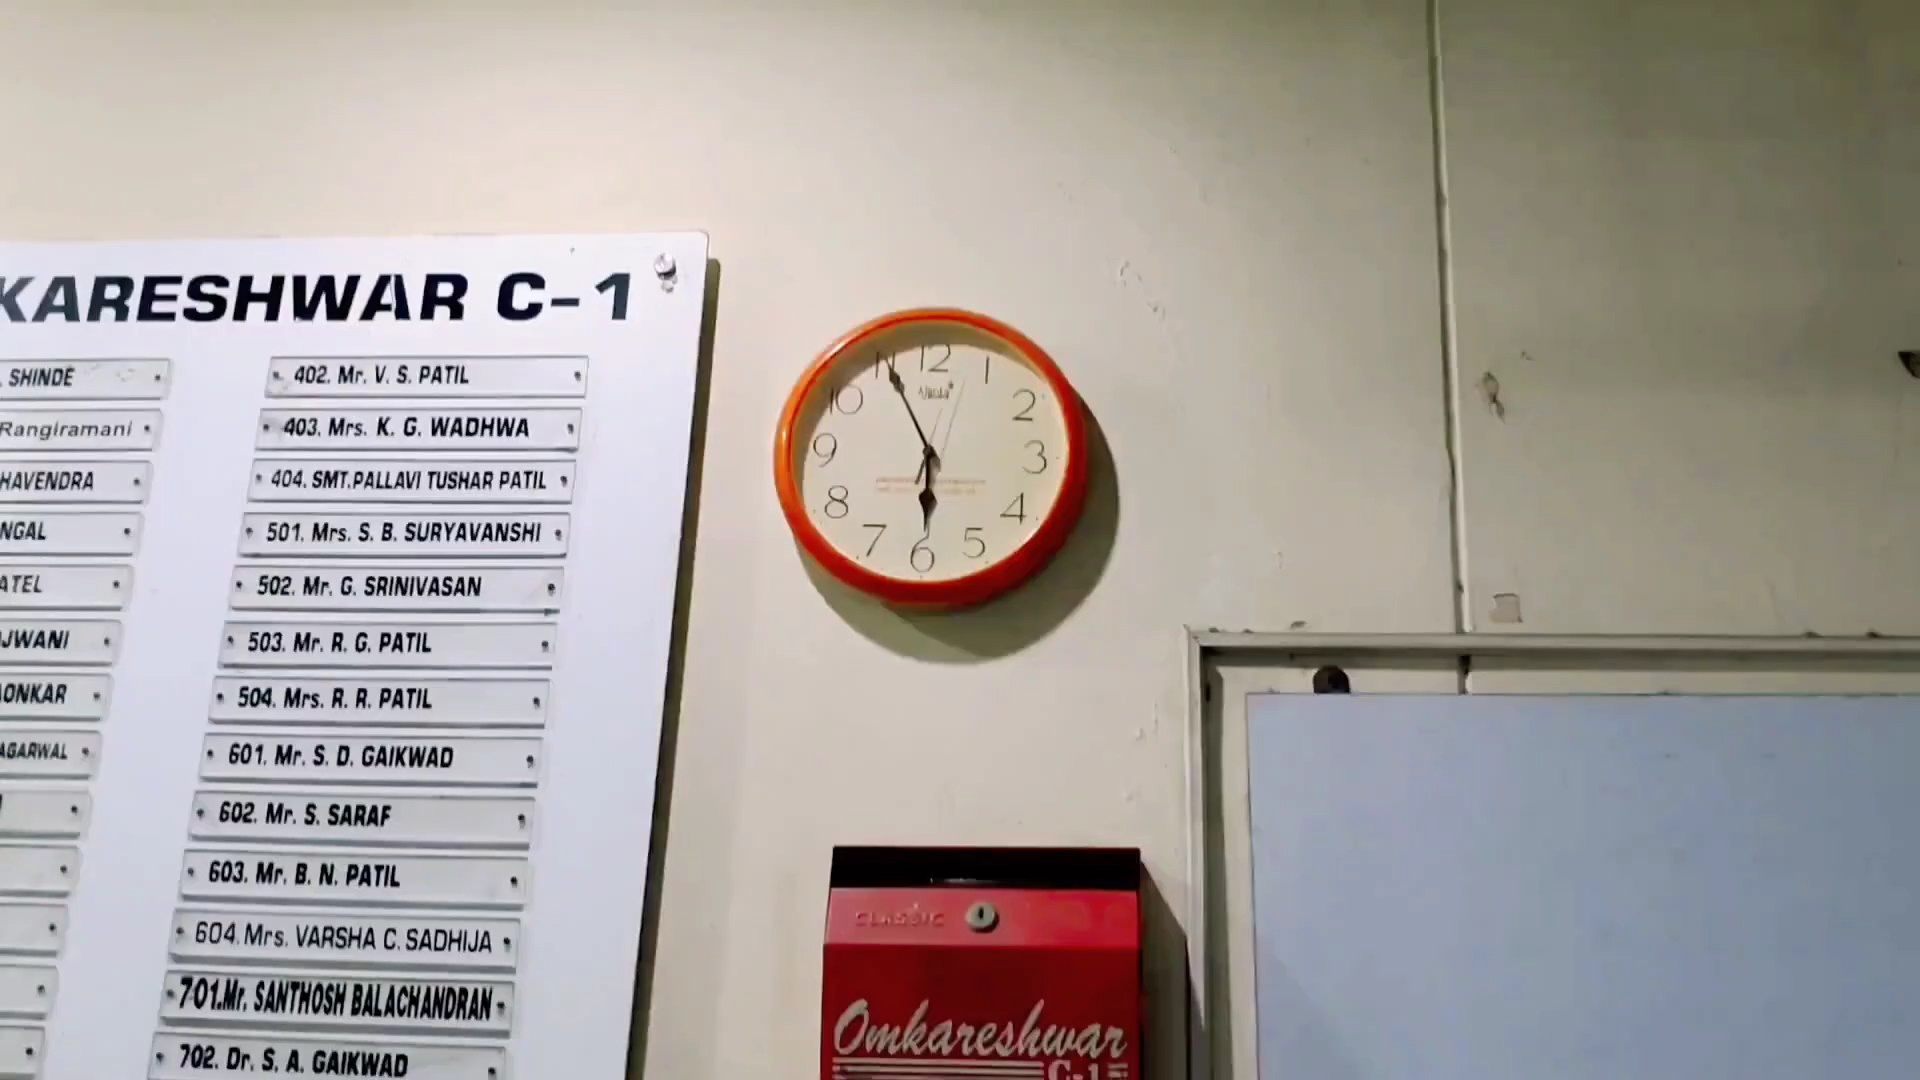 KARESHWAR C-1
SHINDE
Rangiramani
HAVENDRA
NGAL
ATEL
JWANI
ONKAR
AGARWAL
402. Mr. V. S. PATIL
403. Mrs. K. G. WADHWA
404. SMT.PALLAVI TUSHAR PATIL
501. Mrs. S. B. SURYAVANSHI
502. Mr. G. SRINIVASAN
503. Mr. R. G. PATIL
504. Mrs. R. R. PATIL
601. Mr. S. D. GAIKWAD
602. Mr. S. SARAF
603. Mr. B. N. PATIL
604. Mrs. VARSHA C. SADHIJA
701.Mr. SANTHOSH BALACHANDRAN
702. Dr. S. A. GAIKWAD
12
1
2
3
4
5
6
7
8
9
10
11
Ajanta
CLASSIC
Omkareshwar
C-1